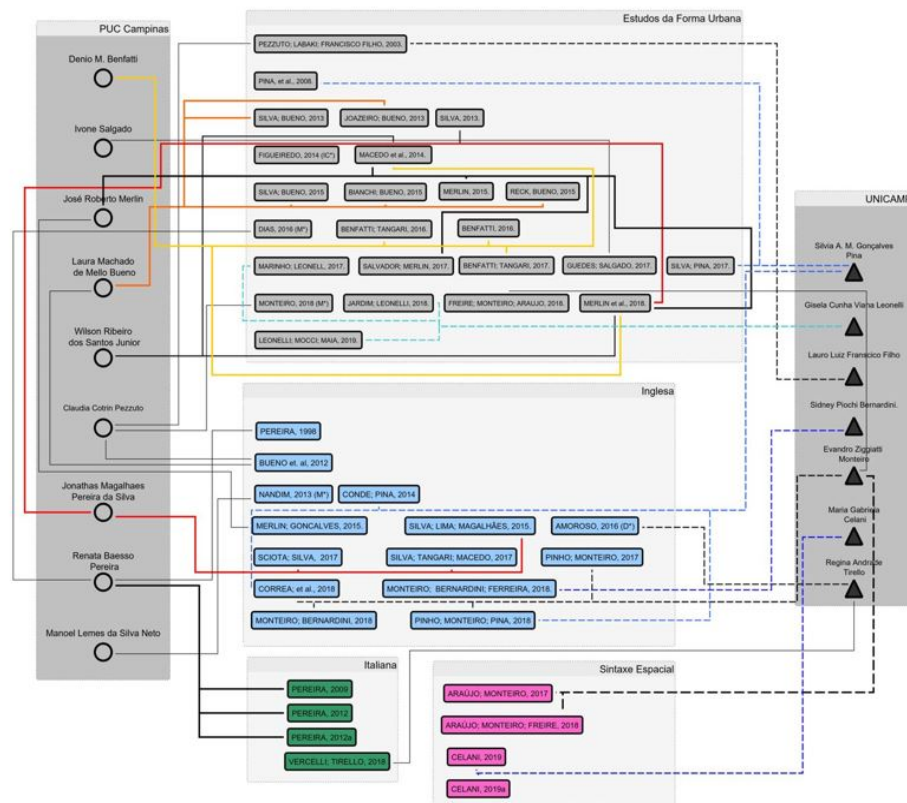 PUC Campinas
Denio M. Benfatti
Ivone Salgado
José Roberto Merlin
Laura Machado
de Mello Bueno
Wilson Ribeiro
dos Santos Junior
Claudia Cotrin Pezzuto
Jonathas Magalhaes
Pereira da Silva
Renata Baesso
Pereira
Manoel Lemes da Silva Neto
Estudos da Forma Urbana
PEZZUTO; LABAKI; FRANCISCO FILHO, 2003.
PINA, et al., 2008.
SILVA; BUENO, 2013
JOAZEIRO; BUENO, 2013
SILVA, 2013.
FIGUEIREDO, 2014 (IC*)
MACEDO et al., 2014.
SILVA; BUENO, 2015
BIANCHI; BUENO, 2015
MERLIN, 2015.
RECK, BUENO, 2015
DIAS, 2016 (M*)
BENFATTI; TANGARI, 2016.
BENFATTI, 2016.
MARINHO; LEONELL, 2017.
SALVADOR; MERLIN, 2017.
BENFATTI; TANGARI, 2017.
GUEDES; SALGADO, 2017.
SILVA; PINA, 2017.
MONTEIRO, 2018 (M*)
JARDIM; LEONELLI, 2018.
FREIRE; MONTEIRO; ARAUJO, 2018.
MERLIN et al., 2018.
LEONELLI; MOCCI; MAIA, 2019.
Inglesa
PEREIRA, 1998
BUENO et. al, 2012
NANDIM, 2013 (M*)
CONDE; PINA, 2014
MERLIN; GONCALVES, 2015.
SILVA; LIMA; MAGALHÃES, 2015.
AMOROSO, 2016 (D*)
SCIOTA; SILVA, 2017
SILVA; TANGARI; MACEDO, 2017
PINHO; MONTEIRO, 2017
CORREA; et al., 2018
MONTEIRO; BERNARDINI; FERREIRA, 2018.
MONTEIRO; BERNARDINI, 2018
PINHO, MONTEIRO; PINA, 2018
Italiana
PEREIRA, 2009
PEREIRA, 2012
PEREIRA, 2012a
VERCELLI; TIRELLO, 2018
Sintaxe Espacial
ARAÚJO; MONTEIRO, 2017
ARAÚJO; MONTEIRO; FREIRE, 2018
CELANI, 2019
CELANI, 2019a
UNICAMP
Silvia A. M. Gonçalves
Pina
Gisela Cunha Viana Leonelli
Lauro Luiz Franscico Filho
Sidney Piochi Bernardini.
Evandro Ziggiatti
Monteiro
Maria Gabriela
Celani
Regina Andrade
Tirello